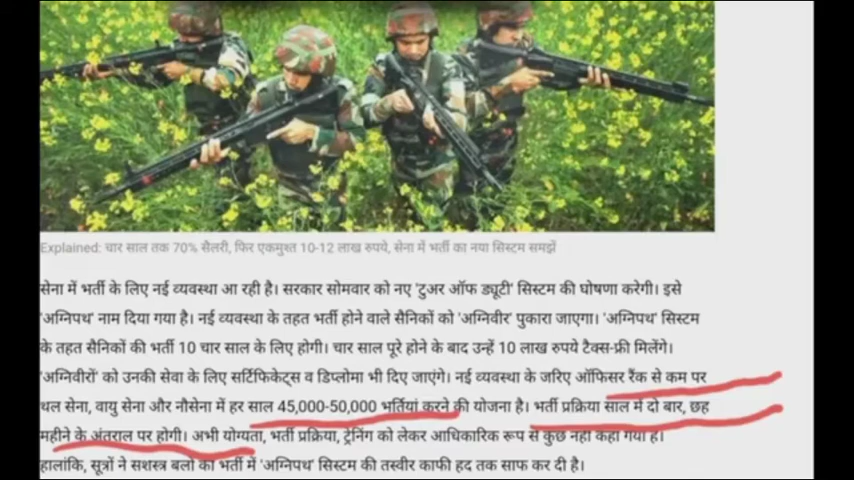 Explained: चार साल तक 70% सैलरी, फिर एकमुश्त 10-12 लाख रुपये, सेना में भर्ती का नया सिस्टम समझें
सेना में भर्ती के लिए नई व्यवस्था आ रही है। सरकार सोमवार को नए 'टुअर ऑफ ड्यूटी' सिस्टम की घोषणा करेगी। इसे
'अग्निपथ' नाम दिया गया है। नई व्यवस्था के तहत भर्ती होने वाले सैनिकों को 'अग्निवीर' पुकारा जाएगा। 'अग्निपथ' सिस्टम
के तहत सैनिकों की भर्ती 10 चार साल के लिए होगी। चार साल पूरे होने के बाद उन्हें 10 लाख रुपये टैक्स-फ्री मिलेंगे।
'अग्निवीरों' को उनकी सेवा के लिए सर्टिफिकेट्स व डिप्लोमा भी दिए जाएंगे। नई व्यवस्था के जरिए ऑफिसर रैंक से कम पर
थल सेना, वायु सेना और नौसेना में हर साल 45,000-50,000 भर्तियां करने की योजना है। भर्ती प्रक्रिया साल में दो बार, छह
महीने के अंतराल पर होगी। अभी योग्यता, भर्ती प्रक्रिया, ट्रेनिंग को लेकर आधिकारिक रूप से कुछ नहीं कहा गया है।
हालांकि, सूत्रों ने सशस्त्र बलों की भर्ती में 'अग्निपथ' सिस्टम की तस्वीर काफी हद तक साफ कर दी है।